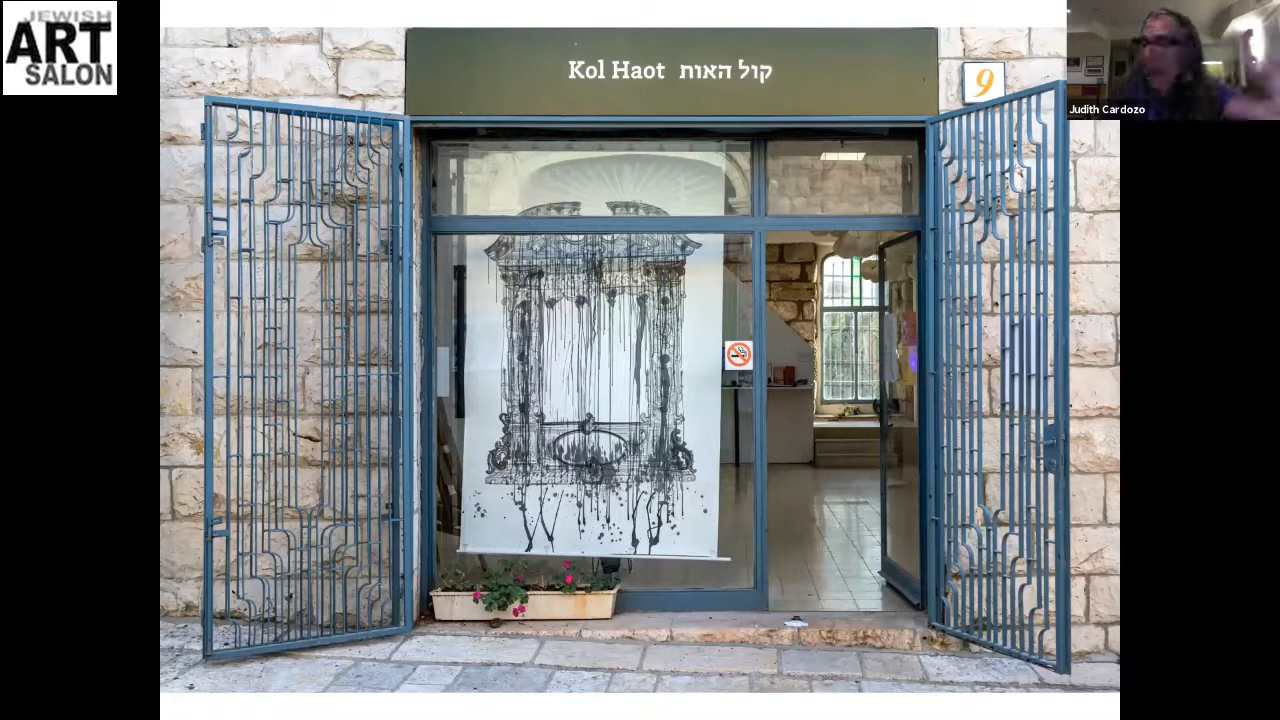 JEWISH
ART
SALON
Kol Haot קול האות
9
Judith Cardozo